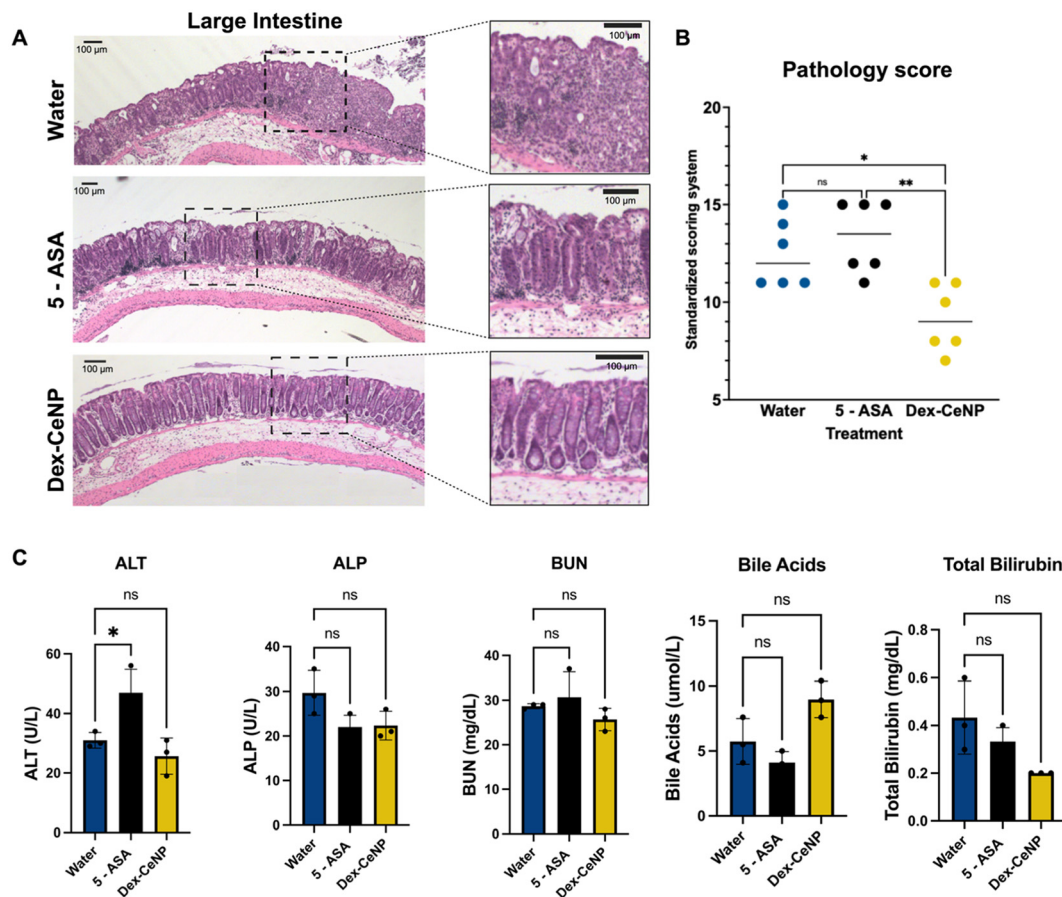 Large Intestine
A
Water
100 µm
100 µm
5 - ASA
100 µm
100 µm
Dex-CeNP
100 µm
100 µm
B
Pathology score
Standardized scoring system
20
15
10
5
*
ns
**
Water
5 - ASA
Dex-CeNP
Treatment
C
ALT
ns
*
ALT (U/L)
60
40
20
0
Water
5 - ASA
Dex-CeNP
ALP
ns
ns
ALP (U/L)
40
30
20
10
0
Water
5 - ASA
Dex-CeNP
BUN
ns
ns
BUN (mg/dL)
40
30
20
10
0
Water
5 - ASA
Dex-CeNP
Bile Acids
ns
ns
Bile Acids (umol/L)
15
10
5
0
Water
5 - ASA
Dex-CeNP
Total Bilirubin
ns
ns
Total Bilirubin (mg/dL)
0.8
0.6
0.4
0.2
0.0
Water
5 - ASA
Dex-CeNP